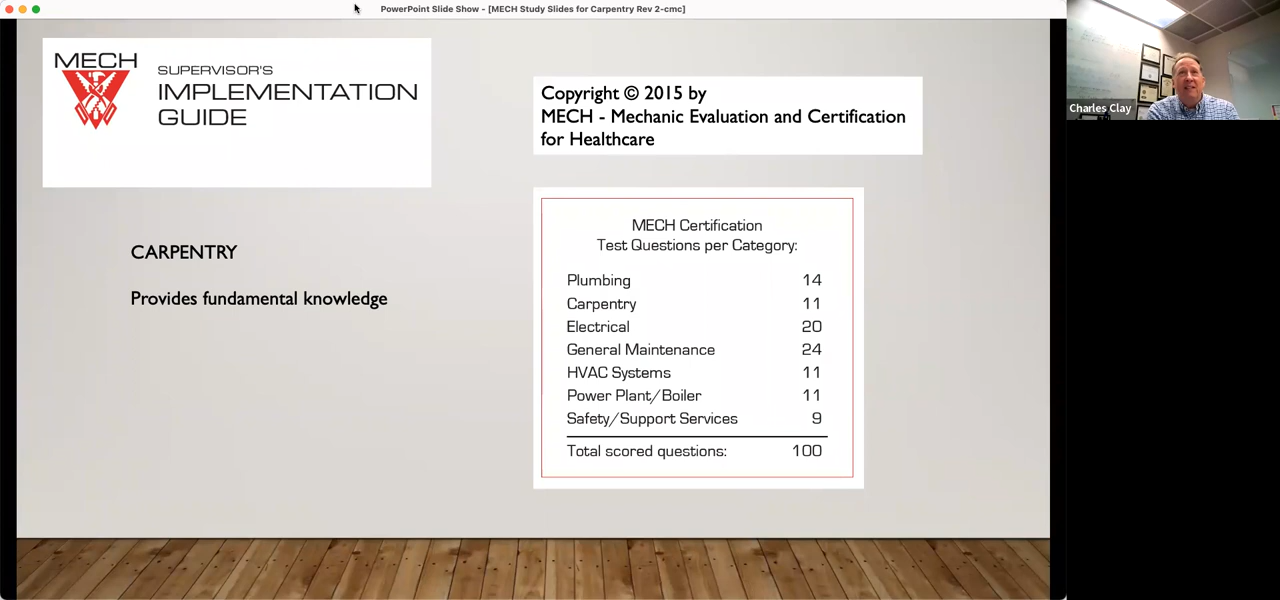 PowerPoint Slide Show - [MECH Study Slides for Carpentry Rev 2-cmc]
MECH
SUPERVISOR'S
IMPLEMENTATION
GUIDE
Copyright © 2015 by
MECH - Mechanic Evaluation and Certification
for Healthcare
CARPENTRY
Provides fundamental knowledge
MECH Certification
Test Questions per Category:
Plumbing 14
Carpentry 11
Electrical 20
General Maintenance 24
HVAC Systems 11
Power Plant/Boiler 11
Safety/Support Services 9
Total scored questions: 100
Charles Clay